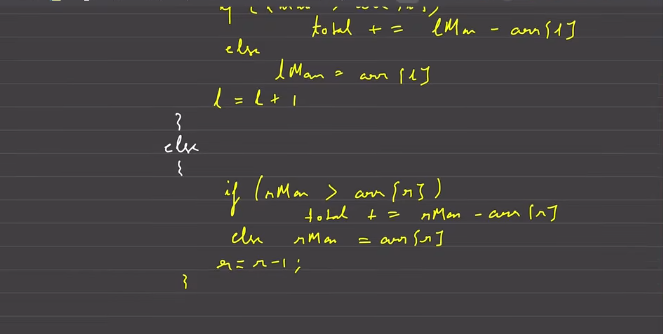 total + = lMax - arr[l]
else
lMax = arr[l]
l = l + 1
}
else
{
if (rMax > arr[r])
total + = rMax - arr[r]
else rMax = arr[r]
r = r - 1 ;
}